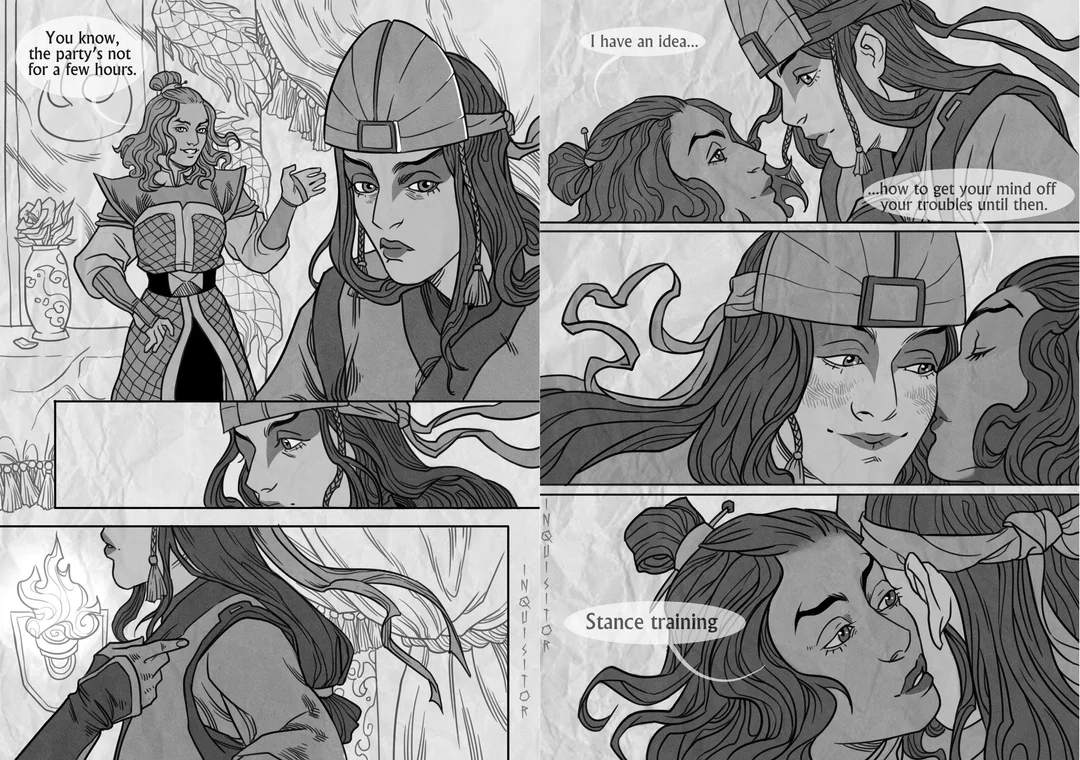 You know,
the party's not
for a few hours.
INQUISITOR
I have an idea...
...how to get your mind off
your troubles until then.
INQUISITOR
Stance training